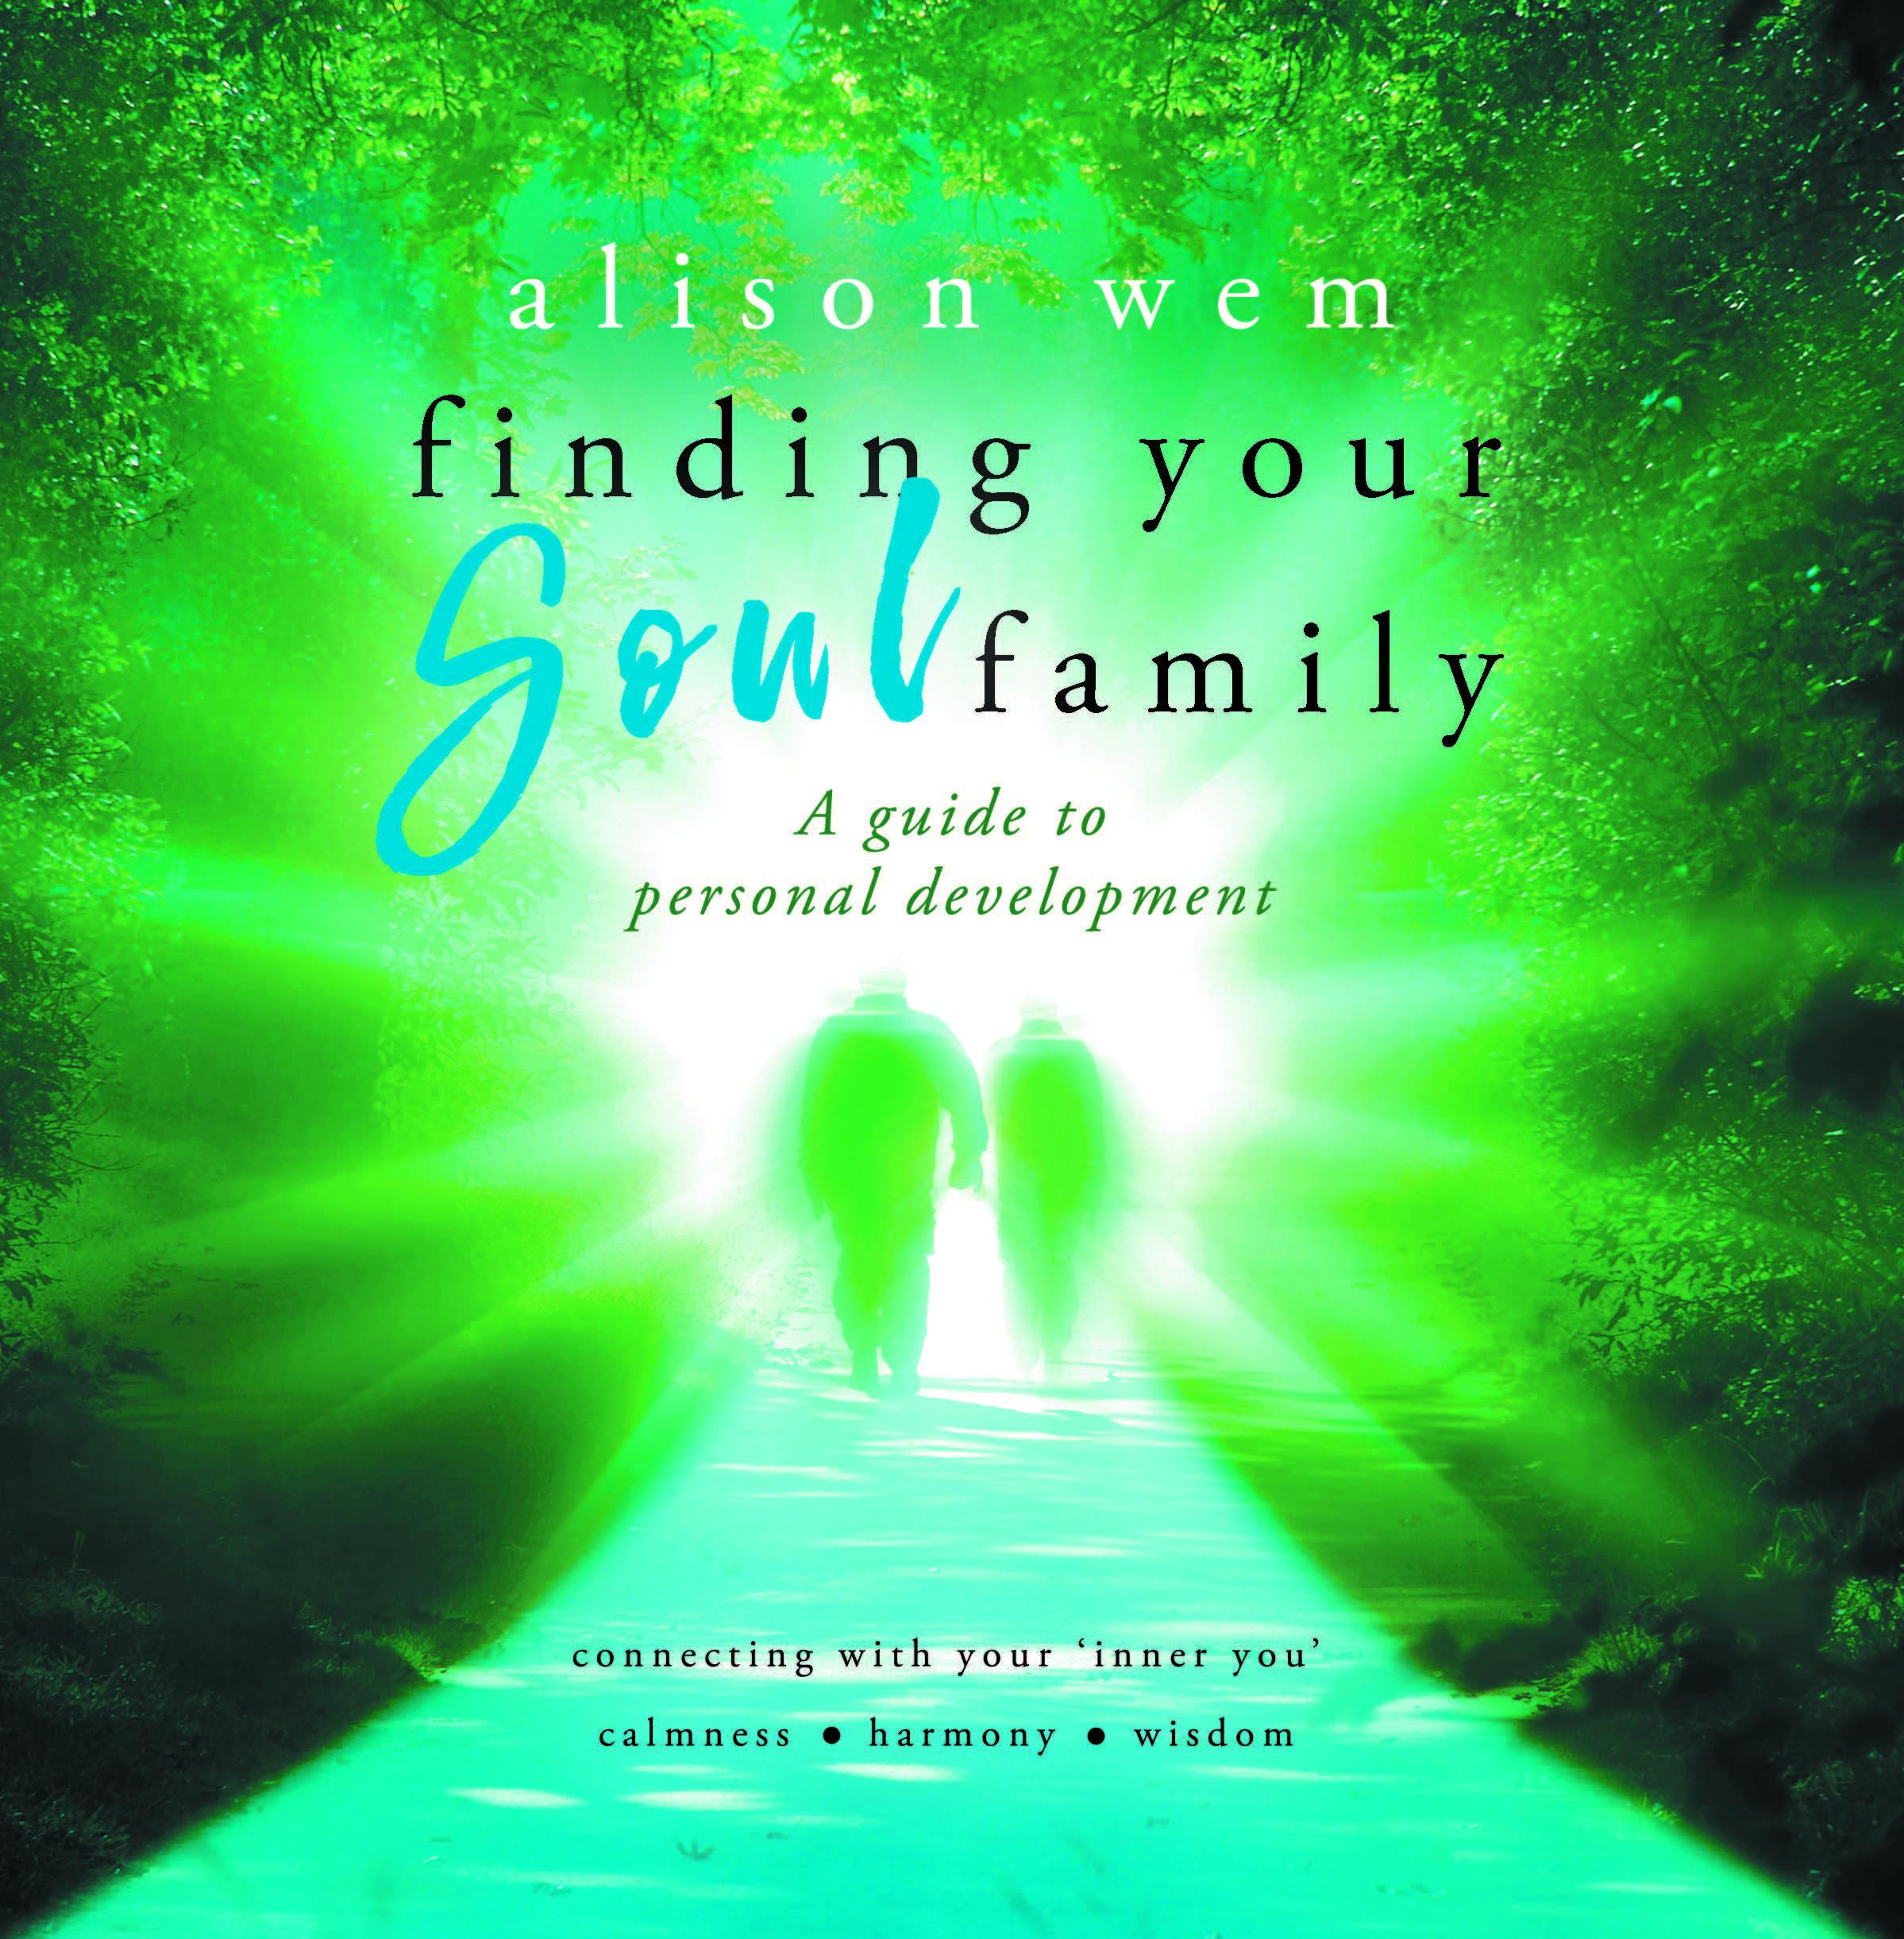 alison wem
finding your
Soul family
A guide to
personal development
connecting with your ‘inner you’
calmness • harmony • wisdom